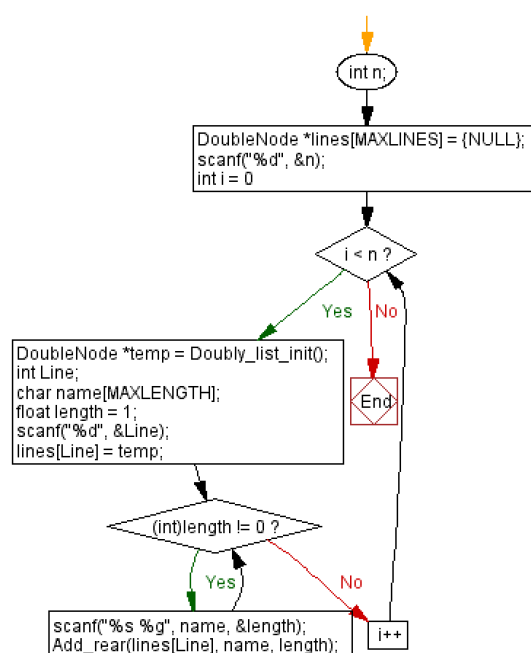 int n;
DoubleNode *lines[MAXLINES] = {NULL};
scanf("%d", &n);
int i = 0
i < n ?
Yes
No
DoubleNode *temp = Doubly_list_init();
int Line;
char name[MAXLENGTH];
float length = 1;
scanf("%d", &Line);
lines[Line] = temp;
End
(int)length != 0 ?
Yes
No
scanf("%s %g", name, &length);
Add_rear(lines[Line], name, length);
i++